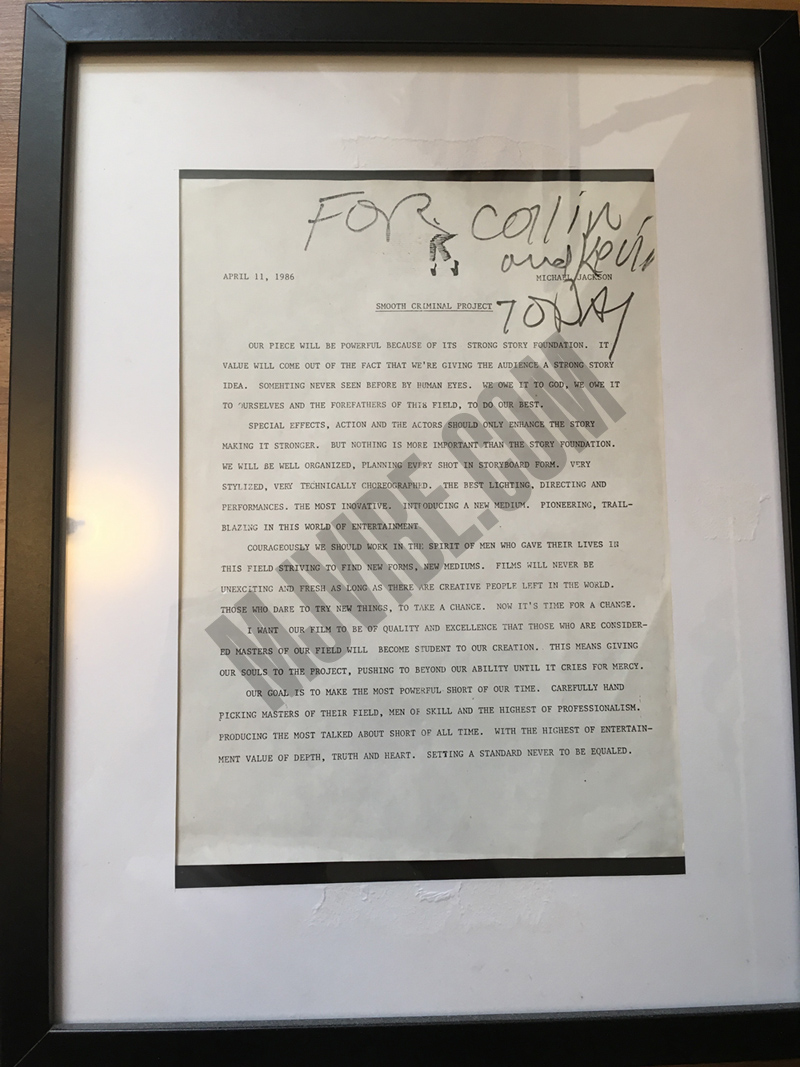 FOR Collin
and Kevin
APRIL 11, 1986 MICHAEL JACKSON
TODAY
SMOOTH CRIMINAL PROJECT
OUR PIECE WILL BE POWERFUL BECAUSE OF ITS STRONG STORY FOUNDATION. IT
VALUE WILL COME OUT OF THE FACT THAT WE'RE GIVING THE AUDIENCE A STRONG STORY
IDEA. SOMEHTING NEVER SEEN BEFORE BY HUMAN EYES. WE OWE IT TO GOD, WE OWE IT
TO OURSELVES AND THE FOREFATHERS OF THIS FIELD, TO DO OUR BEST.
SPECIAL EFFECTS, ACTION AND THE ACTORS SHOULD ONLY ENHANCE THE STORY
MAKING IT STRONGER. BUT NOTHING IS MORE IMPORTANT THAN THE STORY FOUNDATION.
WE WILL BE WELL ORGANIZED, PLANNING EVERY SHOT IN STORYBOARD FORM. VERY
STYLIZED, VERY TECHNICALLY CHOREOGRAPHED. THE BEST LIGHTING, DIRECTING AND
PERFORMANCES. THE MOST INOVATIVE. INTRODUCING A NEW MEDIUM. PIONEERING, TRAIL-
BLAZING IN THIS WORLD OF ENTERTAINMENT
COURAGEOUSLY WE SHOULD WORK IN THE SPIRIT OF MEN WHO GAVE THEIR LIVES IN
THIS FIELD STRIVING TO FIND NEW FORMS, NEW MEDIUMS. FILMS WILL NEVER BE
UNEXCITING AND FRESH AS LONG AS THERE ARE CREATIVE PEOPLE LEFT IN THE WORLD.
THOSE WHO DARE TO TRY NEW THINGS, TO TAKE A CHANCE. NOW IT'S TIME FOR A CHANGE.
I WANT OUR FILM TO BE OF QUALITY AND EXCELLENCE THAT THOSE WHO ARE CONSIDER-
ED MASTERS OF OUR FIELD WILL BECOME STUDENT TO OUR CREATION. THIS MEANS GIVING
OUR SOULS TO THE PROJECT, PUSHING TO BEYOND OUR ABILITY UNTIL IT CRIES FOR MERCY.
OUR GOAL IS TO MAKE THE MOST POWERFUL SHORT OF OUR TIME. CAREFULLY HAND
PICKING MASTERS OF THEIR FIELD, MEN OF SKILL AND THE HIGHEST OF PROFESSIONALISM.
PRODUCING THE MOST TALKED ABOUT SHORT OF ALL TIME. WITH THE HIGHEST OF ENTERTAIN-
MENT VALUE OF DEPTH, TRUTH AND HEART. SETTING A STANDARD NEVER TO BE EQUALED.
MJVIBE.COM